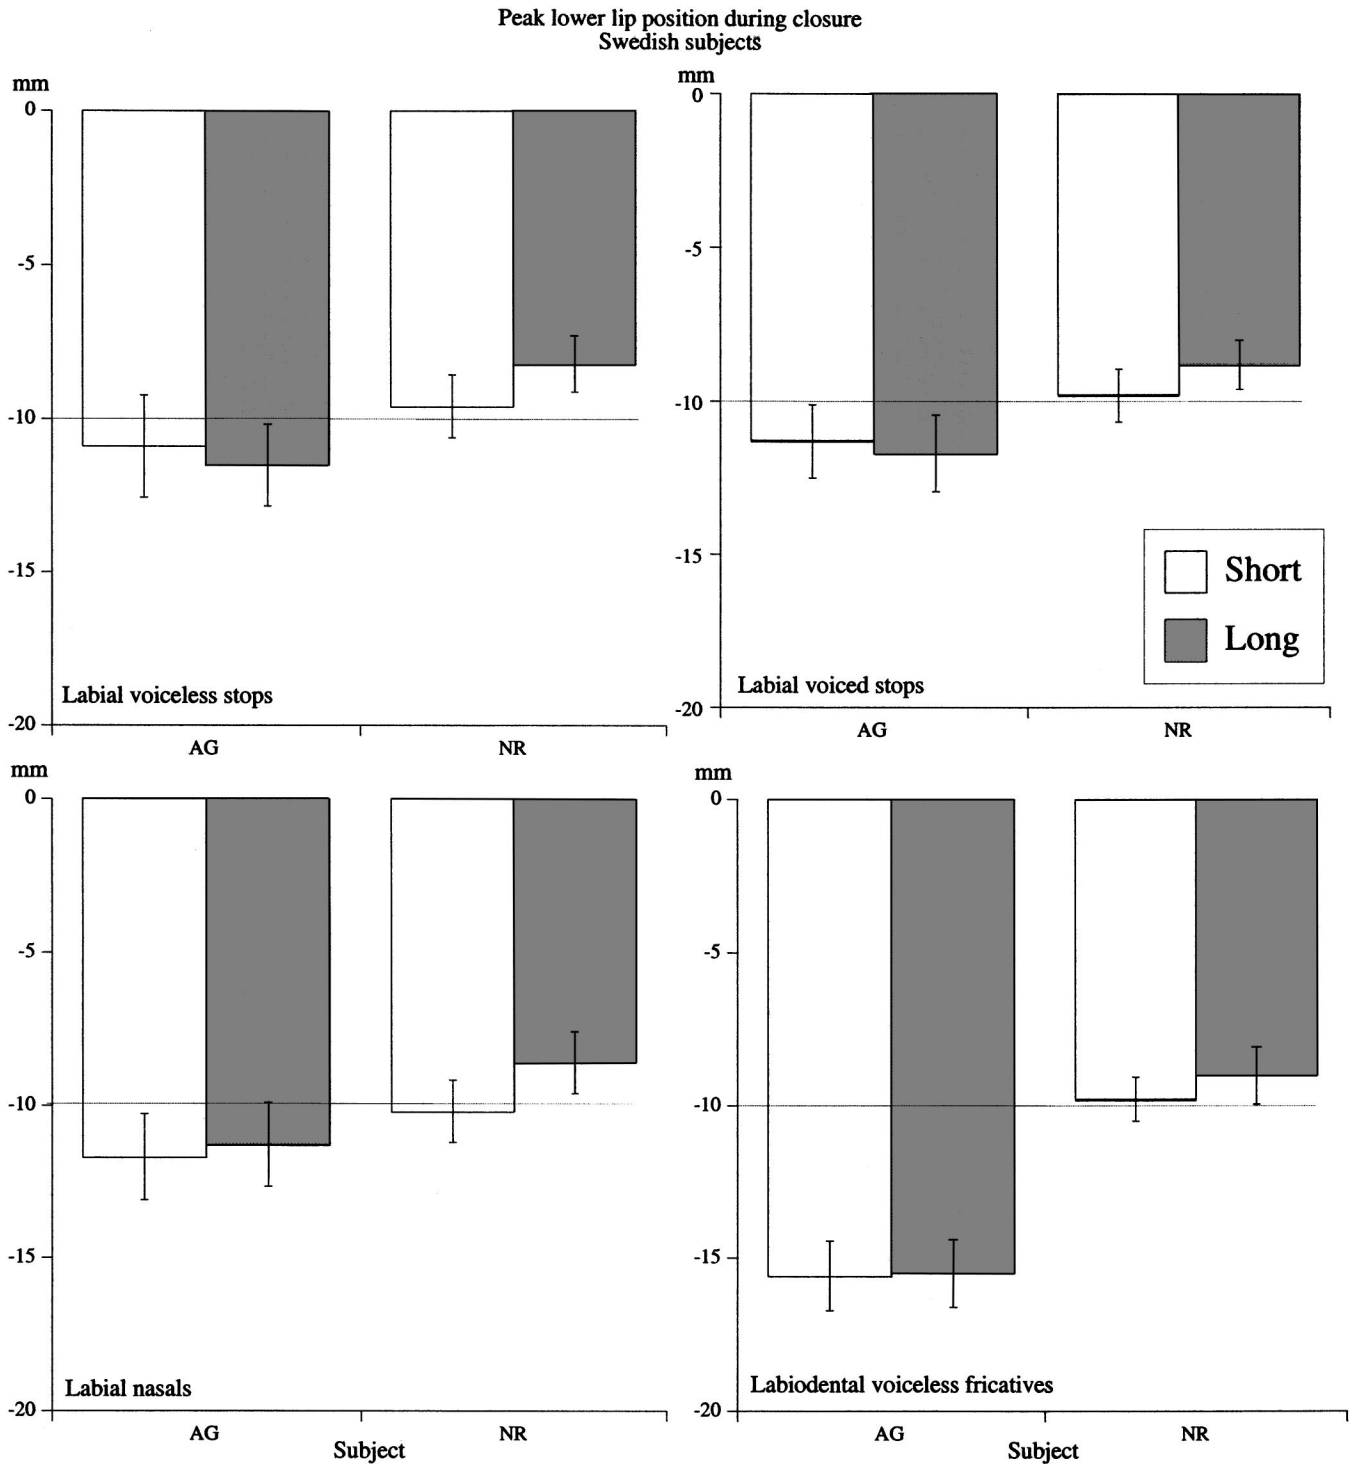 Peak lower lip position during closure
Swedish subjects
mm
0
-5
-10
-15
-20
Labial voiceless stops
AG
NR
mm
0
-5
-10
-15
-20
Labial voiced stops
AG
NR
Short
Long
mm
0
-5
-10
-15
-20
Labial nasals
AG
NR
Subject
mm
0
-5
-10
-15
-20
Labiodental voiceless fricatives
AG
NR
Subject